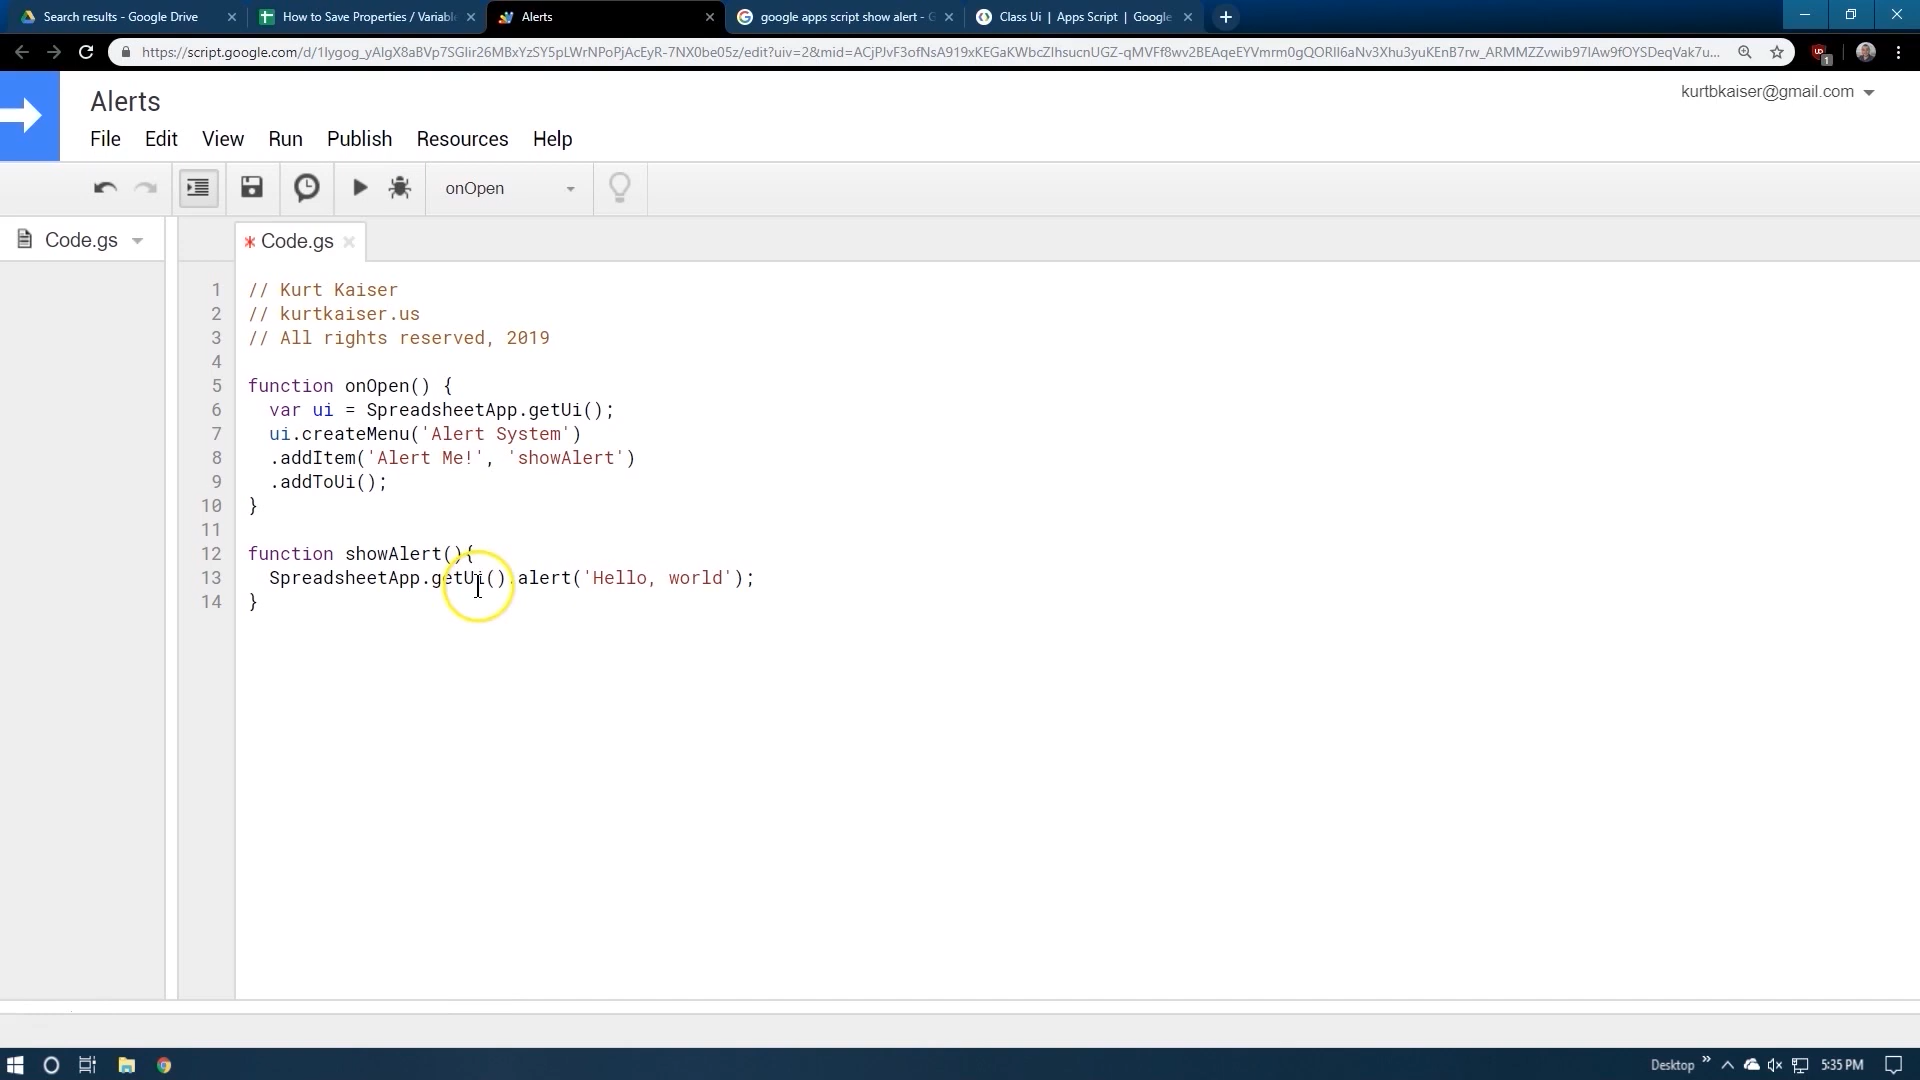 Search results - Google Drive
How to Save Properties / Variabl
Alerts
google apps script show alert - G
Class Ui | Apps Script | Google
https://script.google.com/d/1lygog_yAIgX8aBVp7SGlir26MBxYzSY5pLWrNPoPjAcEyR-7NX0be05z/edit?uiv=2&mid=ACjPJvF3ofNsA919xKEGaKWbcZlhsucnUGZ-qMVFf8wv2BEAqeEYVmrm0gQORIl6aNv3Xhu3yuKEnB7rw_ARMMZZvwib97lAw9fOYSDeqVak7u...
1
Alerts
kurtbkaiser@gmail.com
File Edit View Run Publish Resources Help
onOpen
Code.gs
* Code.gs
1 // Kurt Kaiser
2 // kurtkaiser.us
3 // All rights reserved, 2019
4
5 function onOpen() {
6 var ui = SpreadsheetApp.getUi();
7 ui.createMenu('Alert System')
8 .addItem('Alert Me!', 'showAlert')
9 .addToUi();
10 }
11
12 function showAlert(){
13 SpreadsheetApp.getUi().alert('Hello, world');
14 }
Desktop
5:35 PM